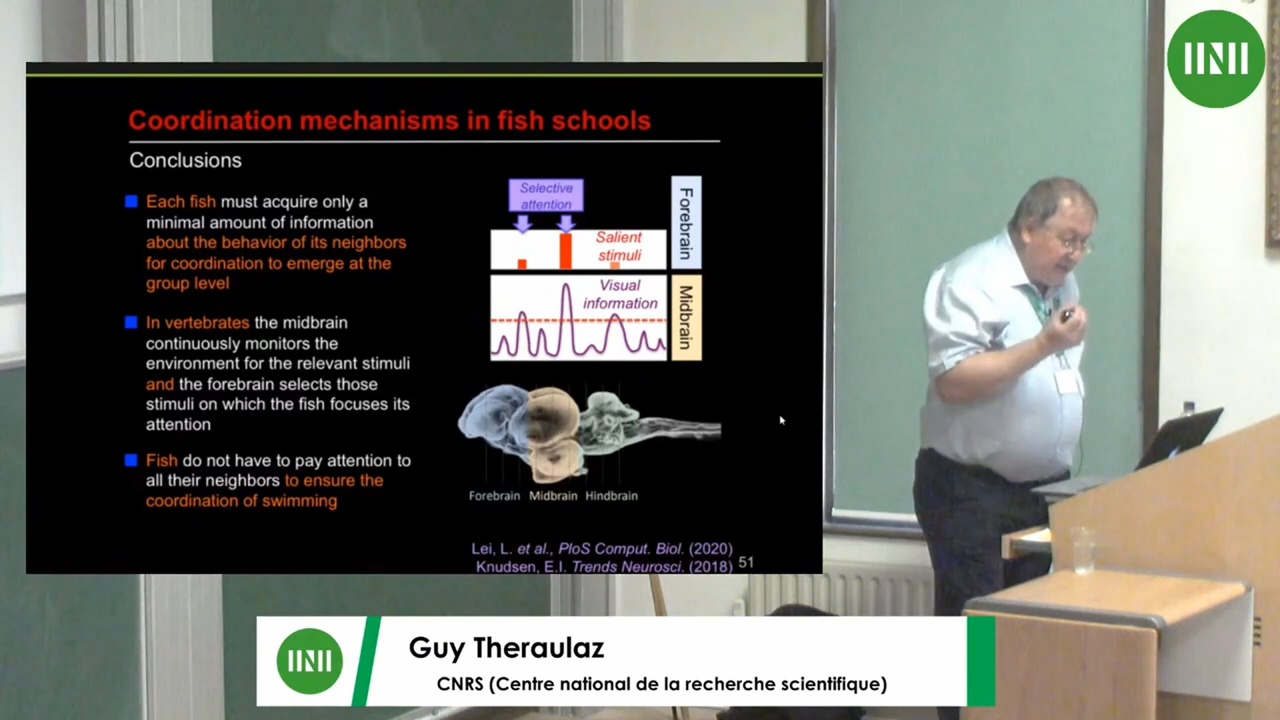 Coordination mechanisms in fish schools
Conclusions
Each fish must acquire only a
minimal amount of information
about the behavior of its neighbors
for coordination to emerge at the
group level
In vertebrates the midbrain
continuously monitors the
environment for the relevant stimuli
and the forebrain selects those
stimuli on which the fish focuses its
attention
Fish do not have to pay attention to
all their neighbors to ensure the
coordination of swimming
Selective
attention
Salient
stimuli
Forebrain
Visual
information
Midbrain
Forebrain Midbrain Hindbrain
Lei, L. et al., PloS Comput. Biol. (2020)
Knudsen, E.I. Trends Neurosci. (2018)
51
IINII
IINII
Guy Theraulaz
CNRS (Centre national de la recherche scientifique)